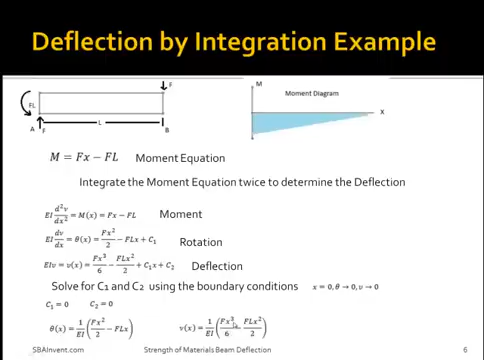 Deflection by Integration Example
F
FL
A F L B
M
Moment Diagram
X
M = Fx − FL Moment Equation
Integrate the Moment Equation twice to determine the Deflection
EI d²v/dx² = M(x) = Fx − FL Moment
EI dv/dx = θ(x) = Fx²/2 − FLx + C₁ Rotation
EIv = v(x) = Fx³/6 − FLx²/2 + C₁x + C₂ Deflection
Solve for C1 and C2 using the boundary conditions x = 0, θ → 0, v → 0
C₁ = 0 C₂ = 0
θ(x) = 1/EI (Fx²/2 − FLx) v(x) = 1/EI (Fx³/6 FLx²/2)
SBAInvent.com Strength of Materials Beam Deflection 6